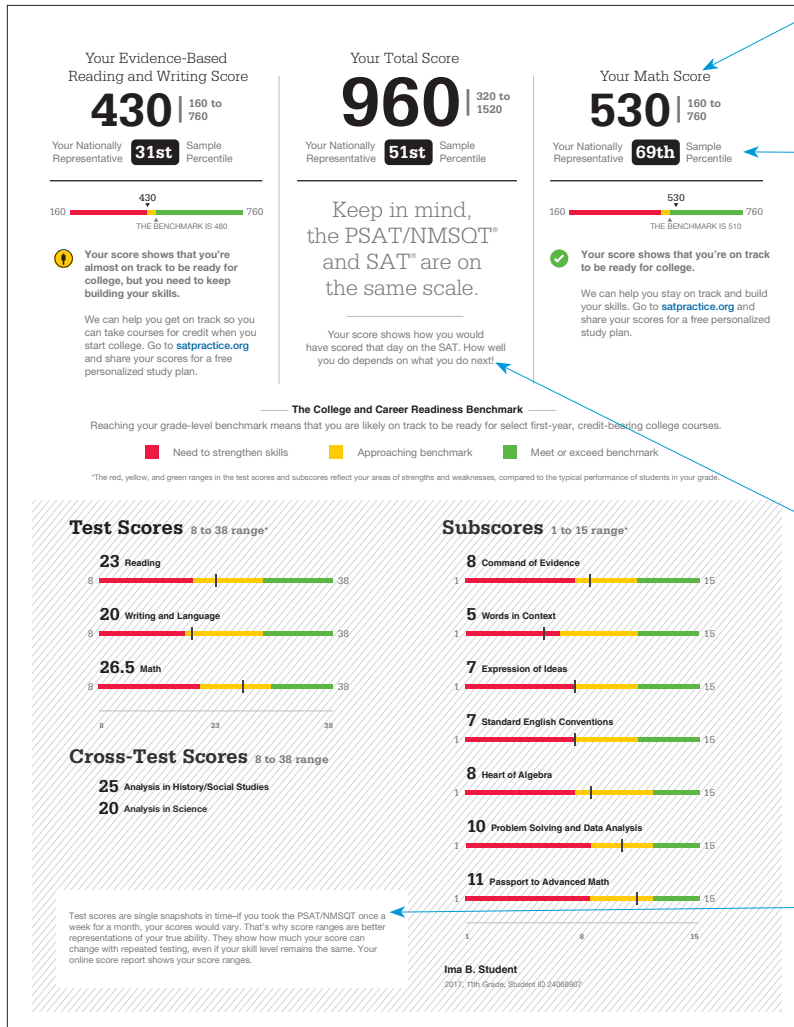 Your Evidence-Based
Reading and Writing Score
430 | 160 to
760
Your Nationally
Representative 31st Sample
Percentile
430
160 760
THE BENCHMARK IS 460
Your score shows that you're
almost on track to be ready for
college, but you need to keep
building your skills.
We can help you get on track so you
can take courses for credit when you
start college. Go to satpractice.org
and share your scores for a free
personalized study plan.
Your Total Score
960 | 320 to
1520
Your Nationally
Representative 51st Sample
Percentile
Keep in mind,
the PSAT/NMSQT®
and SAT® are on
the same scale.
Your score shows how you would
have scored that day on the SAT. How well
you do depends on what you do next!
Your Math Score
530 | 160 to
760
Your Nationally
Representative 69th Sample
Percentile
530
160 760
THE BENCHMARK IS 510
Your score shows that you're on track
to be ready for college.
We can help you stay on track and build
your skills. Go to satpractice.org and
share your scores for a free personalized
study plan.
The College and Career Readiness Benchmark
Reaching your grade-level benchmark means that you are likely on track to be ready for select first-year, credit-bearing college courses.
Need to strengthen skills Approaching benchmark Meet or exceed benchmark
*The red, yellow, and green ranges in the test scores and subscores reflect your areas of strengths and weaknesses, compared to the typical performance of students in your grade.
Test Scores 8 to 38 range*
23 Reading
8 38
20 Writing and Language
8 38
26.5 Math
8 38
8 23 38
Cross-Test Scores 8 to 38 range
25 Analysis in History/Social Studies
20 Analysis in Science
Test scores are single snapshots in time–if you took the PSAT/NMSQT once a
week for a month, your scores would vary. That's why score ranges are better
representations of your true ability. They show how much your score can
change with repeated testing, even if your skill level remains the same. Your
online score report shows your score ranges.
Subscores 1 to 15 range*
8 Command of Evidence
1 15
5 Words in Context
1 15
7 Expression of Ideas
1 15
7 Standard English Conventions
1 15
8 Heart of Algebra
1 15
10 Problem Solving and Data Analysis
1 15
11 Passport to Advanced Math
1 15
1 8 15
Ima B. Student
2017, 11th Grade, Student ID 24068907